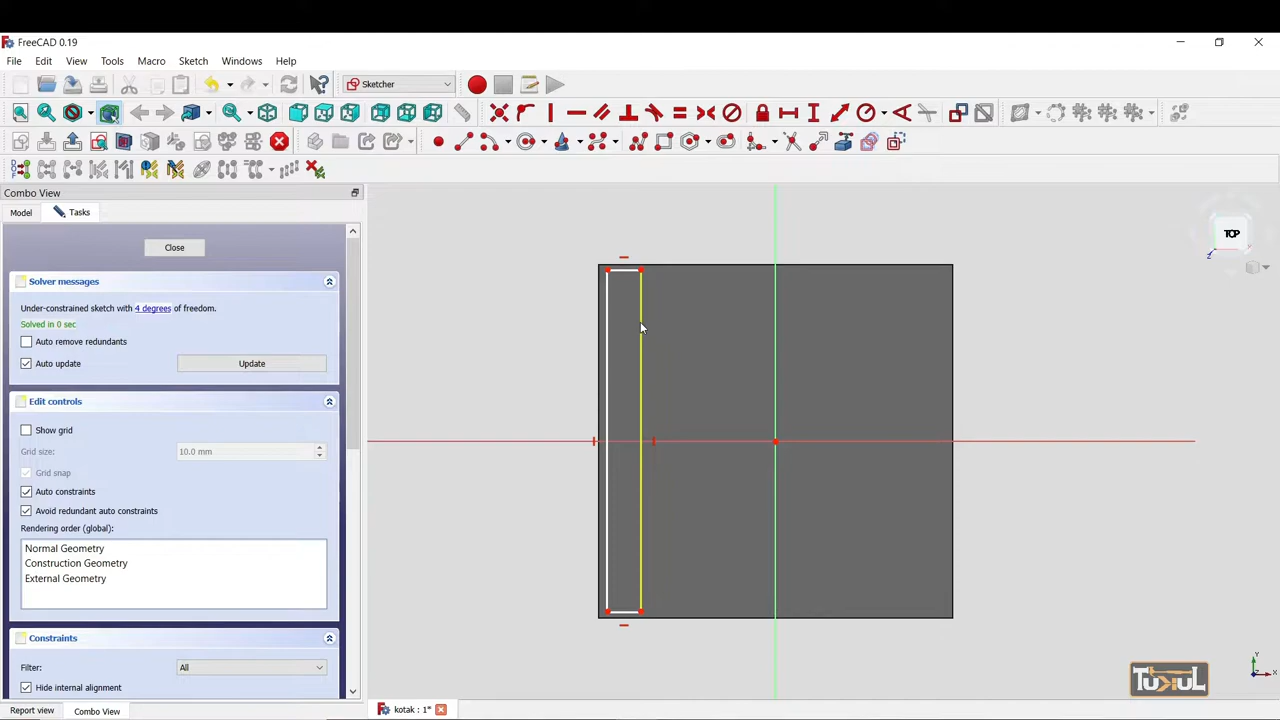 FreeCAD 0.19
File Edit View Tools Macro Sketch Windows Help
Sketcher
Combo View
Model Tasks
Close
Solver messages
Under-constrained sketch with 4 degrees of freedom.
Solved in 0 sec
Auto remove redundants
Auto update Update
Edit controls
Show grid
Grid size: 10.0 mm
Grid snap
Auto constraints
Avoid redundant auto constraints
Rendering order (global):
Normal Geometry
Construction Geometry
External Geometry
Constraints
Filter: All
Hide internal alignment
Report view Combo View
kotak : 1*
TOP
Z
Y
Z X
TUKUL